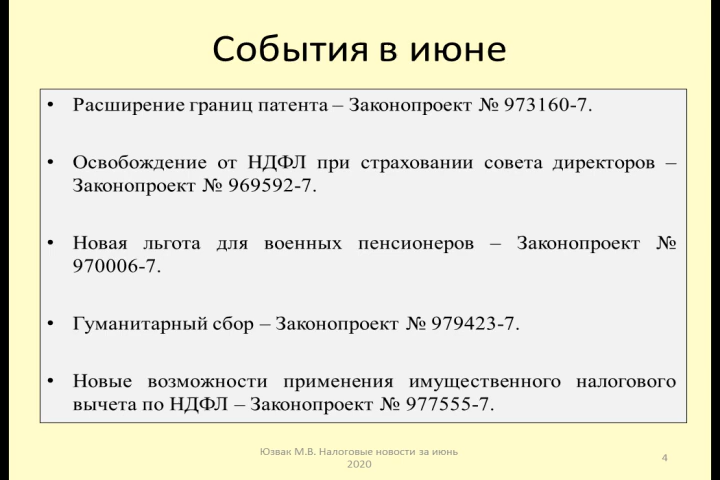 События в июне
• Расширение границ патента – Законопроект № 973160-7.
• Освобождение от НДФЛ при страховании совета директоров –
Законопроект № 969592-7.
• Новая льгота для военных пенсионеров – Законопроект №
970006-7.
• Гуманитарный сбор – Законопроект № 979423-7.
• Новые возможности применения имущественного налогового
вычета по НДФЛ – Законопроект № 977555-7.
Юзвак М.В. Налоговые новости за июнь
2020
4